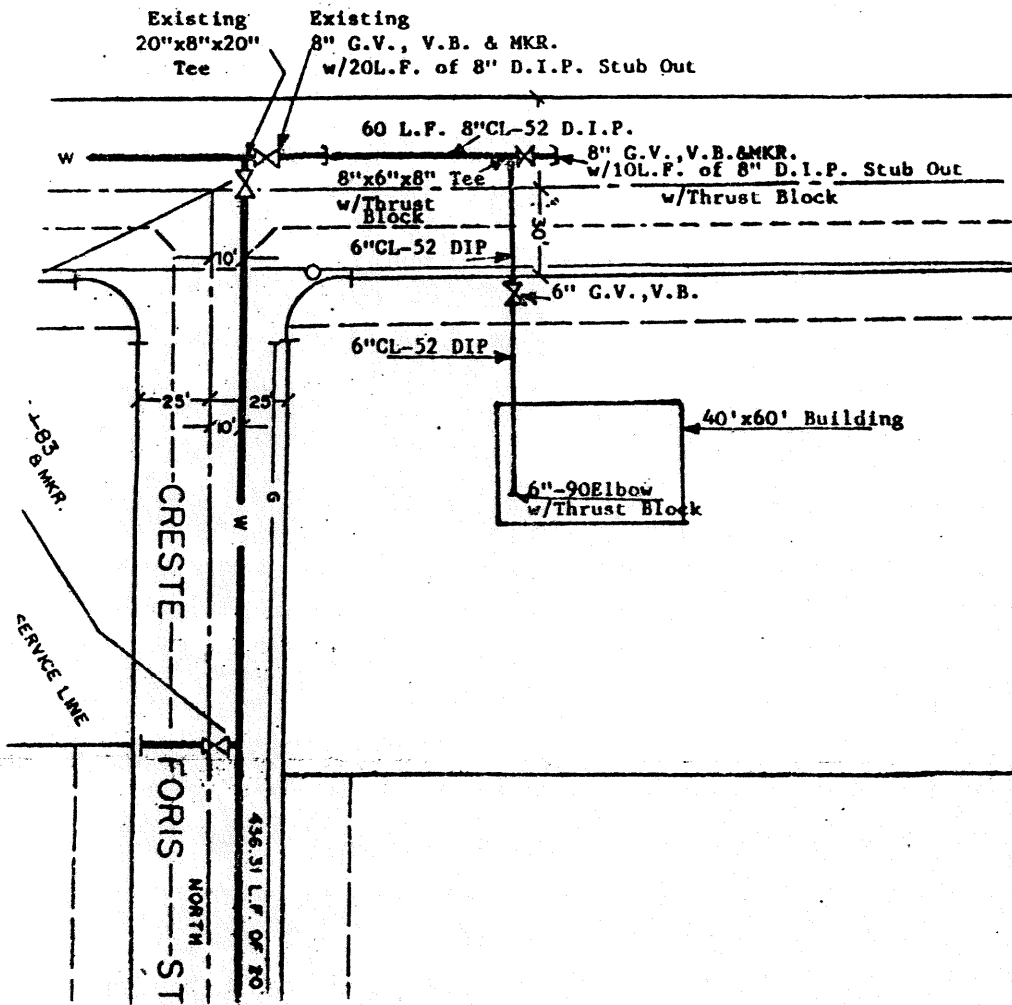 Existing
20"x8"x20"
Tee
Existing
8" G.V., V.B. & MKR.
w/20L.F. of 8" D.I.P. Stub Out
60 L.F. 8"CL-52 D.I.P.
W
8" G.V.,V.B.&MKR.
w/10L.F. of 8" D.I.P. Stub Out
w/Thrust Block
8"x6"x8" Tee
w/Thrust
Block
30'
10'
6"CL-52 DIP
6" G.V.,V.B.
6"CL-52 DIP
25'
25'
10'
G
40'x60' Building
-83
& MKR.
6"-90Elbow
w/Thrust Block
W
CRESTE FORIS ST
SERVICE LINE
NORTH
436.31 L.F. OF 20